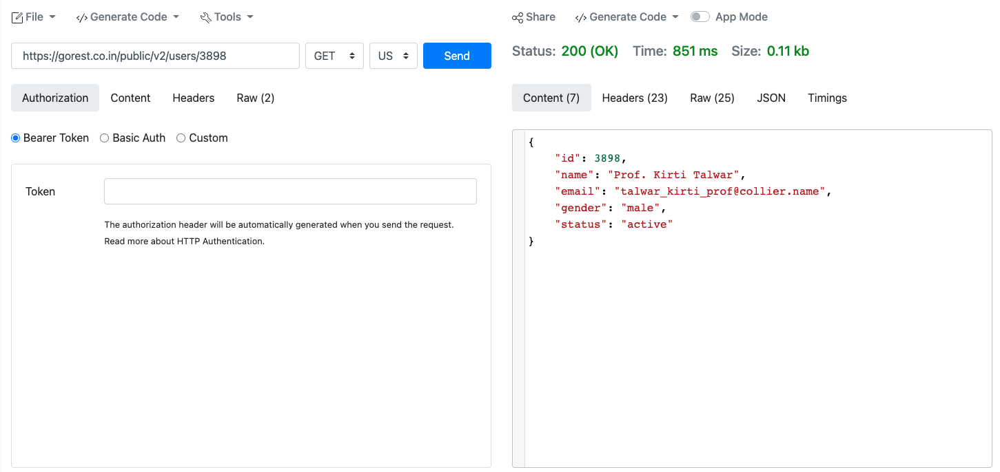 File Generate Code Tools
https://gorest.co.in/public/v2/users/3898 GET US Send
Authorization Content Headers Raw (2)
Bearer Token Basic Auth Custom
Token
The authorization header will be automatically generated when you send the request.
Read more about HTTP Authentication.
Share Generate Code App Mode
Status: 200 (OK) Time: 851 ms Size: 0.11 kb
Content (7) Headers (23) Raw (25) JSON Timings
{
    "id": 3898,
    "name": "Prof. Kirti Talwar",
    "email": "talwar_kirti_prof@collier.name",
    "gender": "male",
    "status": "active"
}